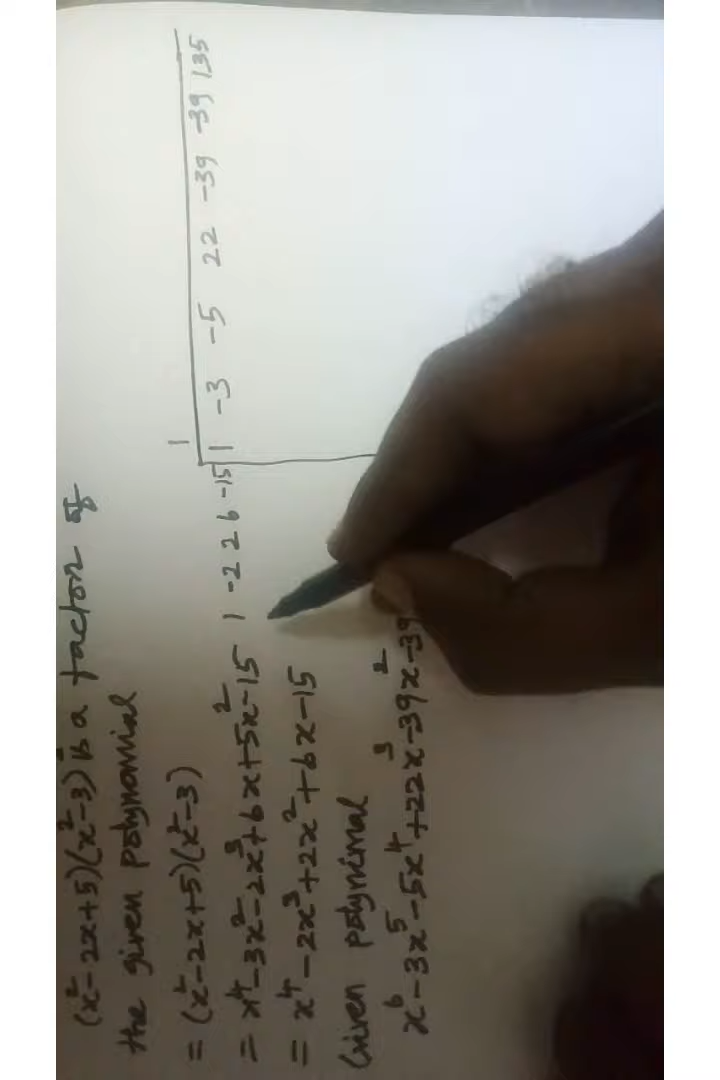 (x²-2x+5)(x²-3) is a factor of
the given polynomial
= (x²-2x+5)(x²-3)
= x⁴-3x²-2x³+6x+5x²-15
= x⁴-2x³+2x²+6x-15
Given polynimal
x⁶-3x⁵-5x⁴+22x³-39x²-39
1
1 -2 2 6 -15 | 1 -3 -5 22 -39 -39 135